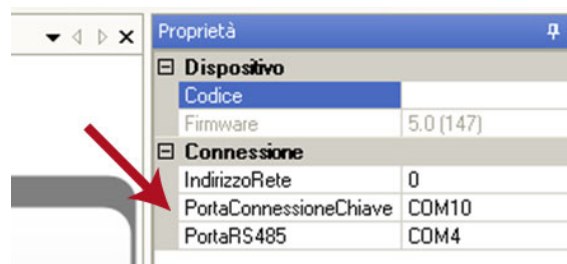 Proprietà
Dispositivo
Codice
Firmware 5.0 (147)
Connessione
IndirizzoRete 0
PortaConnessioneChiave COM10
PortaRS485 COM4